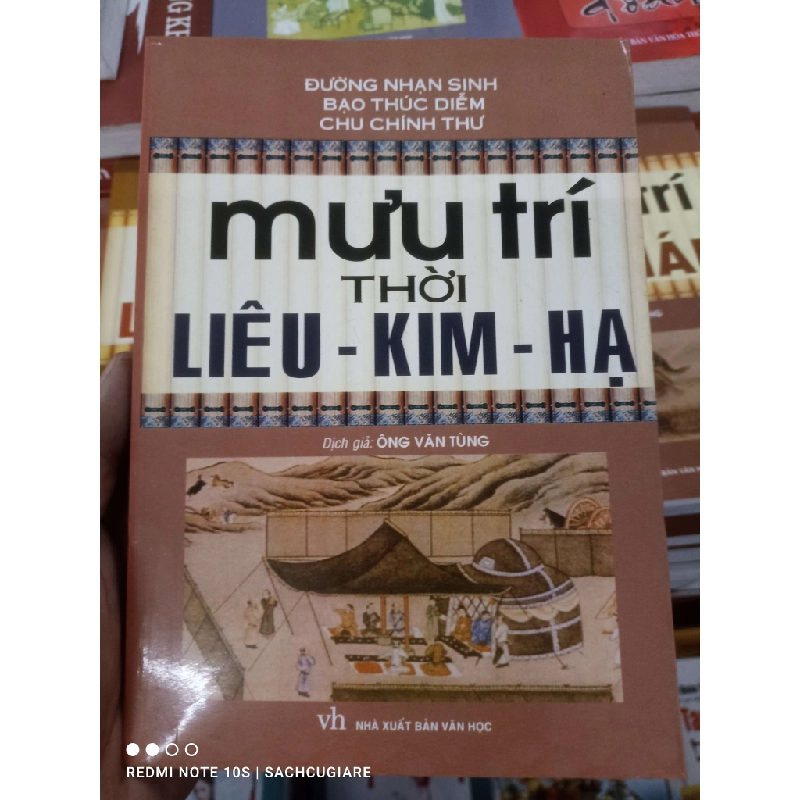 ĐƯỜNG NHẠN SINH
BẠO THÚC DIỄM
CHU CHÍNH THƯ
mưu trí
THỜI
LIÊU - KIM - HẠ
Dịch giả: ÔNG VĂN TÙNG
vh NHÀ XUẤT BẢN VĂN HỌC
REDMI NOTE 10S | SACHCUGIARE